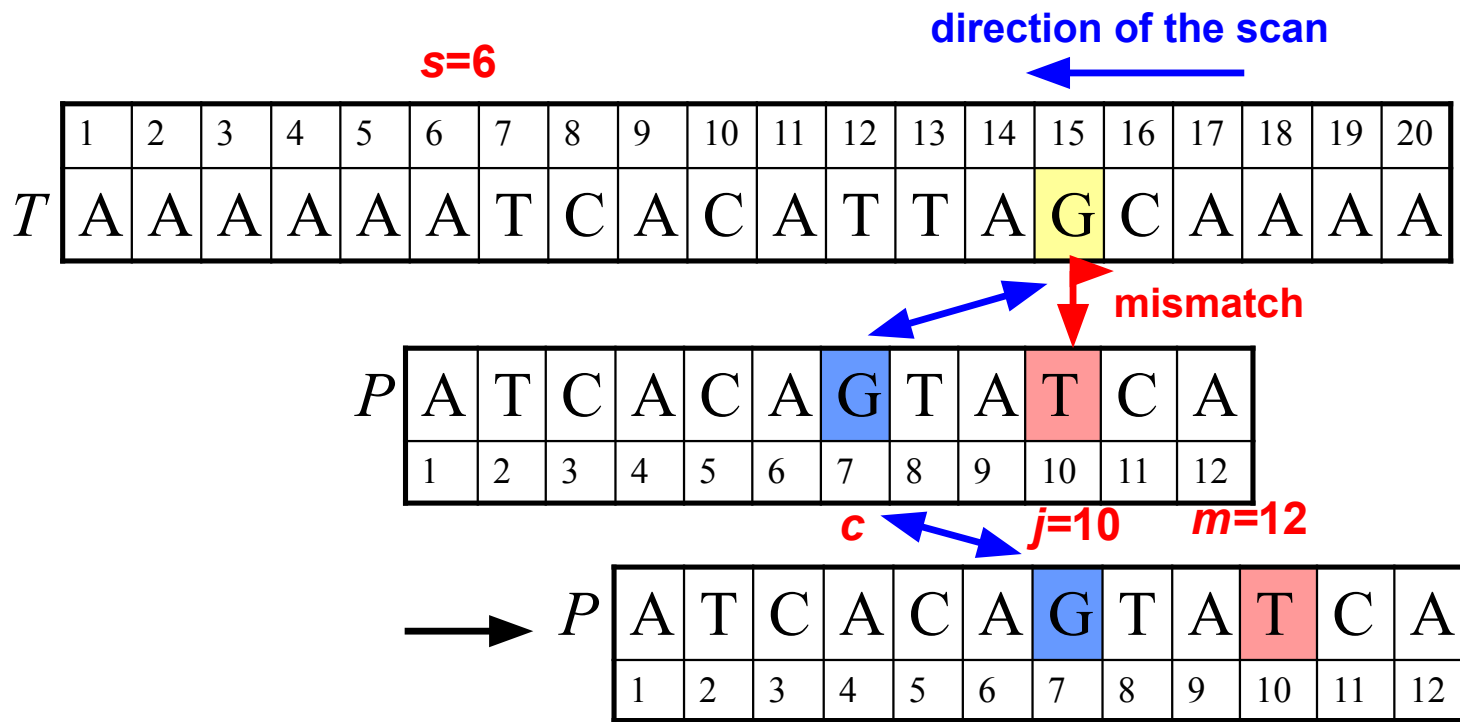 direction of the scan
s=6
1 2 3 4 5 6 7 8 9 10 11 12 13 14 15 16 17 18 19 20
T A A A A A A T C A C A T T A G C A A A A
mismatch
P A T C A C A G T A T C A
1 2 3 4 5 6 7 8 9 10 11 12
c j=10 m=12
P A T C A C A G T A T C A
1 2 3 4 5 6 7 8 9 10 11 12